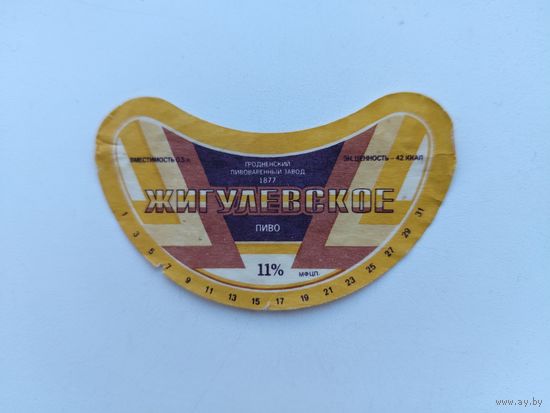 ВМЕСТИМОСТЬ 0,5 л
ГРОДНЕНСКИЙ
ПИВОВАРЕННЫЙ ЗАВОД
1877
ЭН. ЦЕННОСТЬ – 42 ККАЛ
ЖИГУЛЕВСКОЕ
ПИВО
11%
МФЦП.
1 3 5 7 9 11 13 15 17 19 21 23 25 27 29 31
www.ay.by